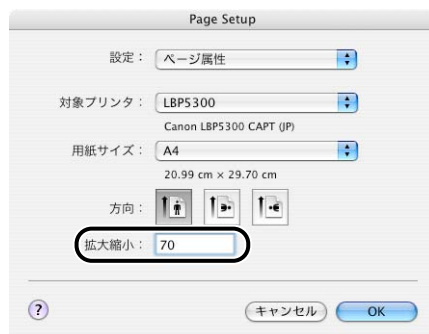 Page Setup
設定： ページ属性
対象プリンタ： LBP5300
Canon LBP5300 CAPT (JP)
用紙サイズ： A4
20.99 cm × 29.70 cm
方向：
拡大縮小： 70
? キャンセル OK